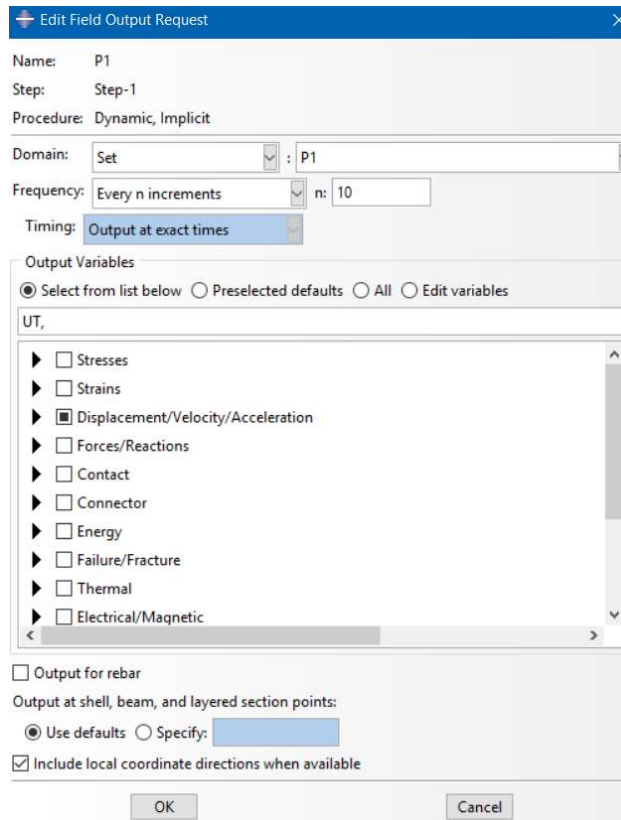 Edit Field Output Request
Name: P1
Step: Step-1
Procedure: Dynamic, Implicit
Domain: Set : P1
Frequency: Every n increments n: 10
Timing: Output at exact times
Output Variables
Select from list below Preselected defaults All Edit variables
UT,
Stresses
Strains
Displacement/Velocity/Acceleration
Forces/Reactions
Contact
Connector
Energy
Failure/Fracture
Thermal
Electrical/Magnetic
Output for rebar
Output at shell, beam, and layered section points:
Use defaults Specify:
Include local coordinate directions when available
OK Cancel